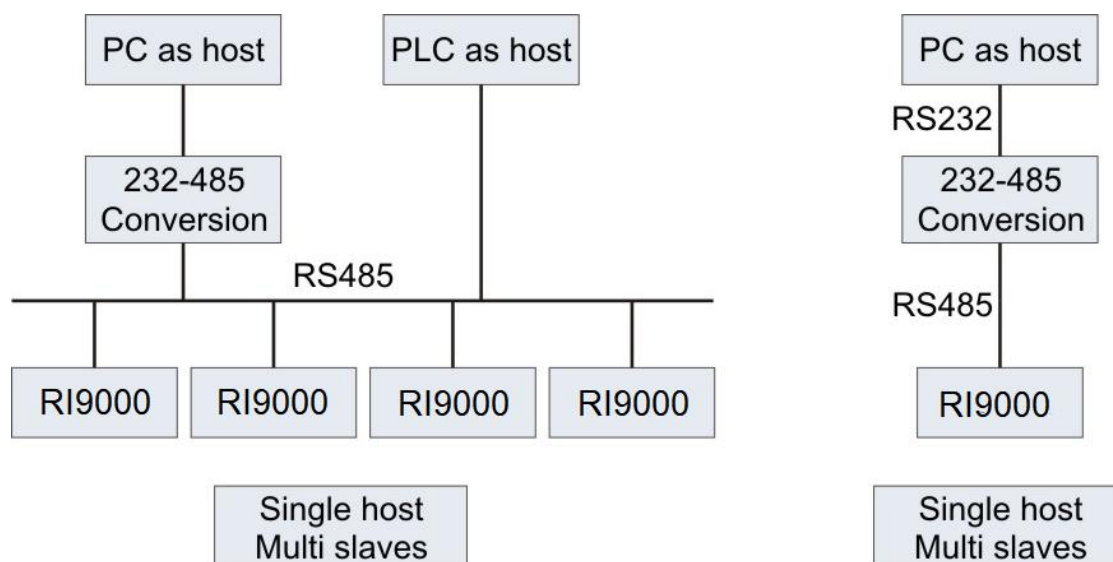 PC as host
PLC as host
PC as host
RS232
232-485
Conversion
232-485
Conversion
RS485
RS485
RI9000
RI9000
RI9000
RI9000
RI9000
Single host
Multi slaves
Single host
Multi slaves